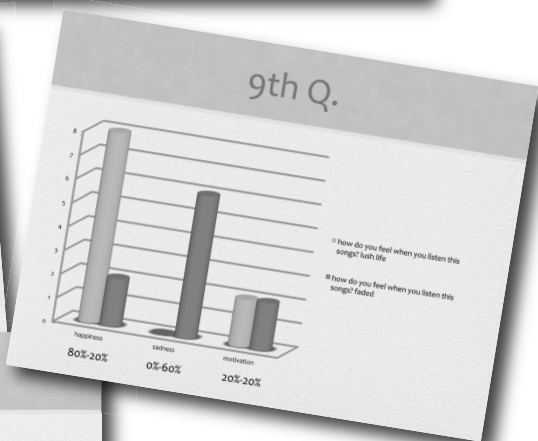 9th Q.
8
7
6
5
4
3
2
1
0
happiness
sadness
motivation
80%-20%
0%-60%
20%-20%
how do you feel when you listen this
songs? lush life
how do you feel when you listen this
songs? faded